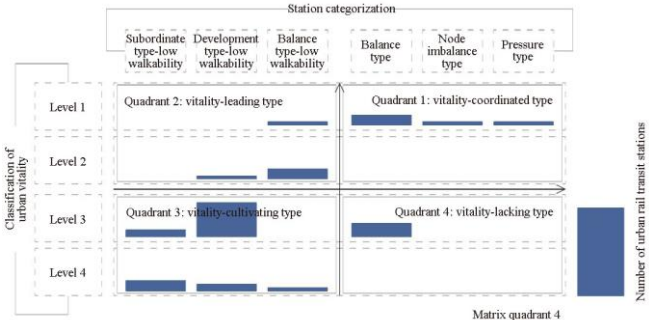 Station categorization
Subordinate
type-low
walkability
Development
type-low
walkability
Balance
type-low
walkability
Balance
type
Node
imbalance
type
Pressure
type
Classification of
urban vitality
Level 1
Level 2
Level 3
Level 4
Quadrant 2: vitality-leading type
Quadrant 1: vitality-coordinated type
Quadrant 3: vitality-cultivating type
Quadrant 4: vitality-lacking type
Number of urban rail transit stations
Matrix quadrant 4